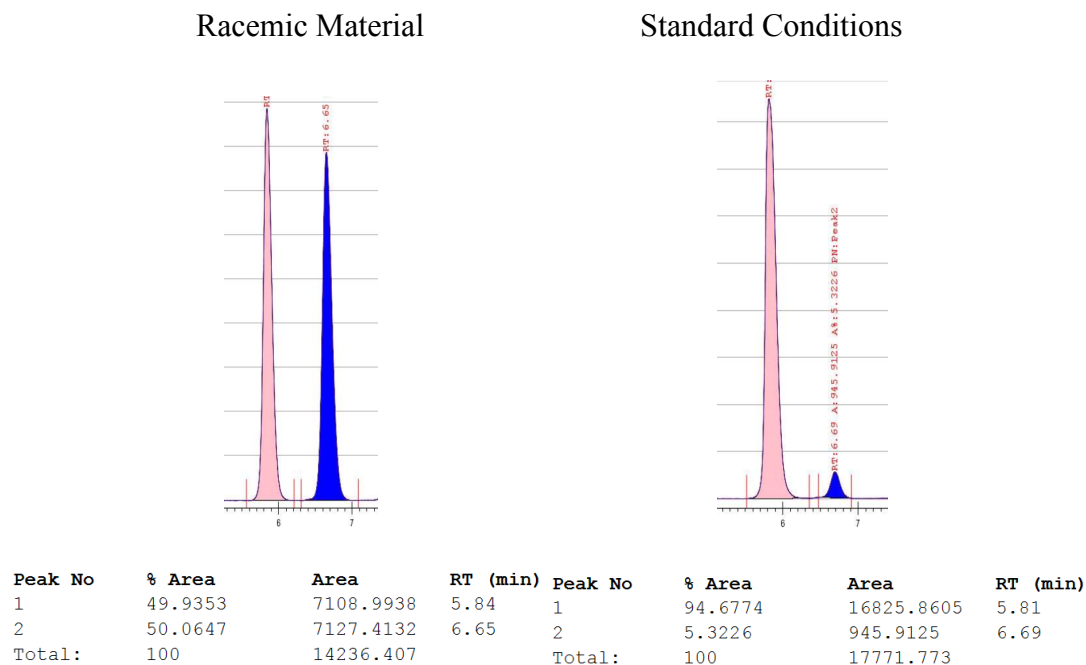 Racemic Material
Standard Conditions
RT
RT:6.65
6 7
RT:
RT:6.69 A:945.9125 A%:5.3226 PN:Peak2
6 7
Peak No % Area Area RT (min)
1 49.9353 7108.9938 5.84
2 50.0647 7127.4132 6.65
Total: 100 14236.407
Peak No % Area Area RT (min)
1 94.6774 16825.8605 5.81
2 5.3226 945.9125 6.69
Total: 100 17771.773